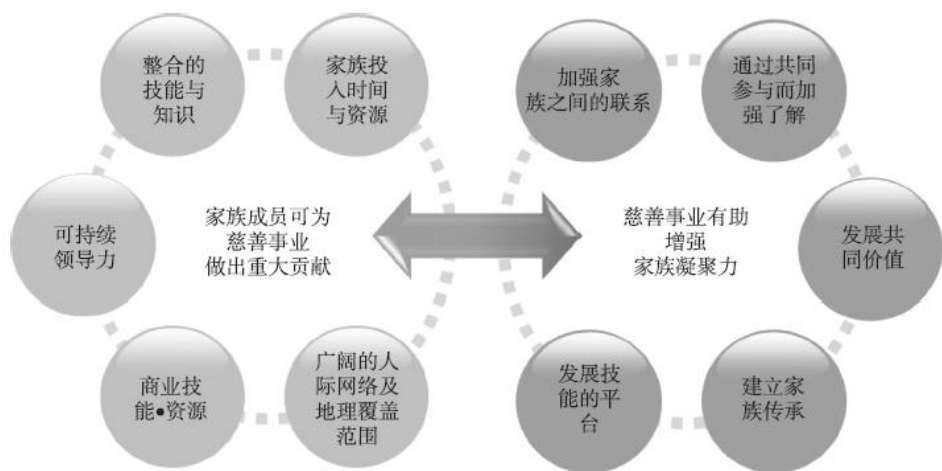 整合的
技能与
知识
家族投
入时间
与资源
可持续
领导力
家族成员可为
慈善事业
做出重大贡献
商业技
能•资源
广阔的人
际网络及
地理覆盖
范围
加强家
族之间的联系
通过共同
参与而加
强了解
慈善事业有助
增强
家族凝聚力
发展共
同价值
发展技
能的平
台
建立家
族传承